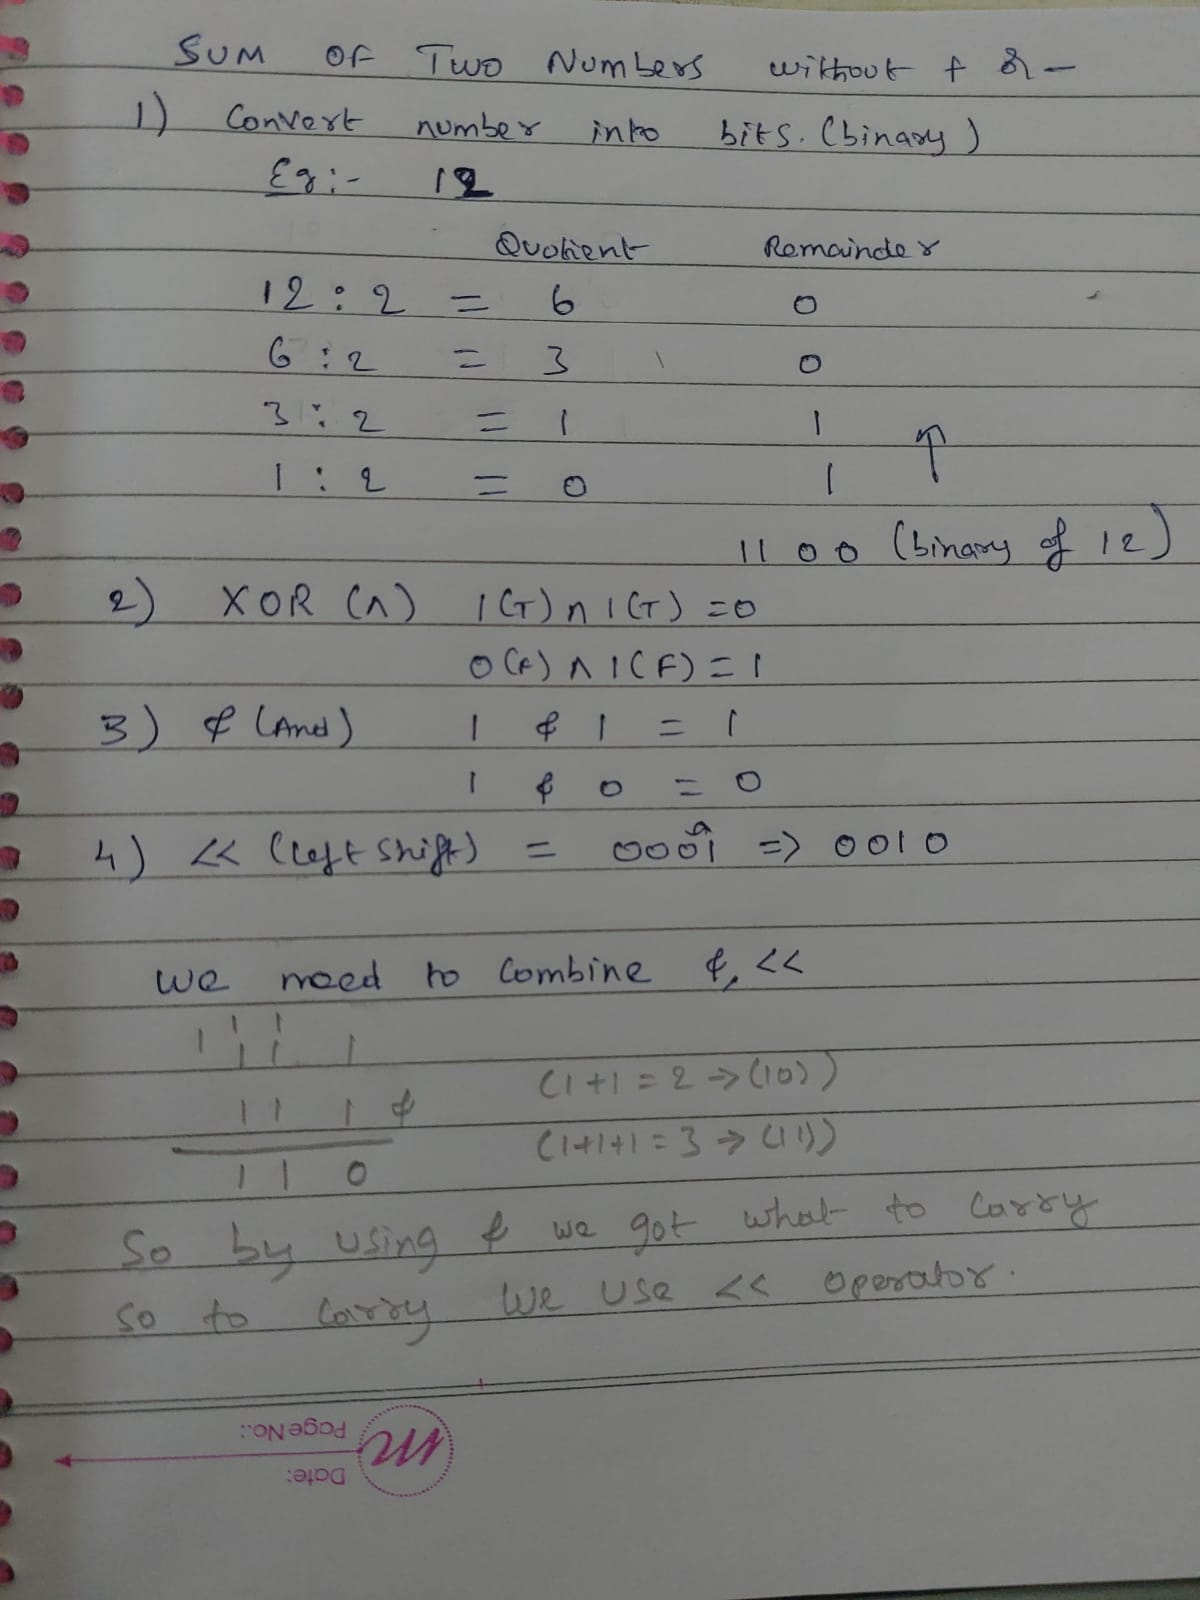 SUM OF Two Numbers without + or -
1) Convert number into bits. (binary)
Eg:- 12
Quotient Remainder
12 : 2 = 6 0
6 : 2 = 3 0
3 : 2 = 1 1
1 : 2 = 0 1
1100 (binary of 12)
2) XOR (^) 1(T) ^ 1(T) = 0
0(F) ^ 1(F) = 1
3) & (And) 1 & 1 = 1
1 & 0 = 0
4) << (left shift) = 0001 => 0010
we need to Combine &, <<
1 1
1 1 1 1
(1+1=2→(10))
1 1 1 &
(1+1+1=3→(11))
1 1 0
So by using & we got what to Carry
so to Carry we use << operator.
m
Page No.:
Date: